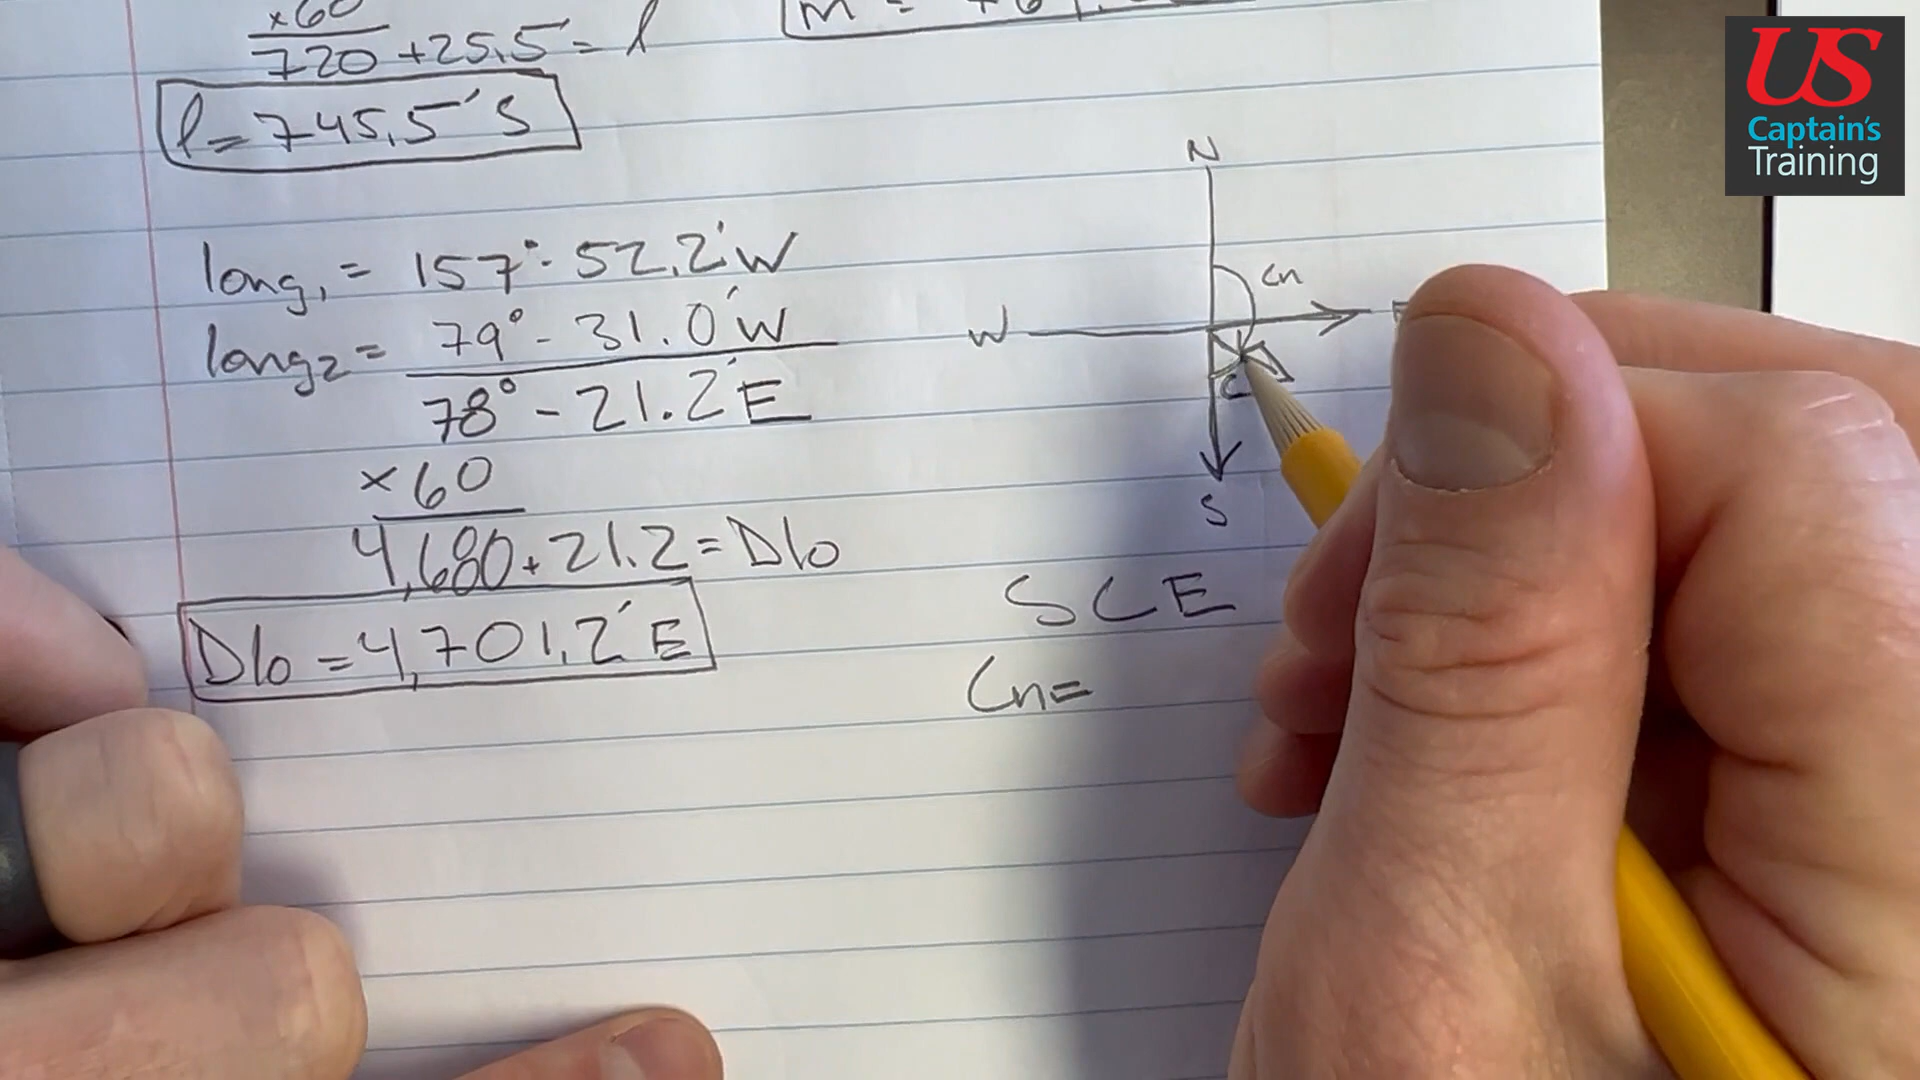 ×60
720 +25.5 = l
l = 745.5' S
long₁ = 157° - 52.2' W
long₂ = 79° - 31.0' W
78° - 21.2' E
×60
4,680 + 21.2 = Dlo
Dlo = 4,701.2' E
N
Cn
W
C
S
S C E
Cn =
US
Captain's
Training